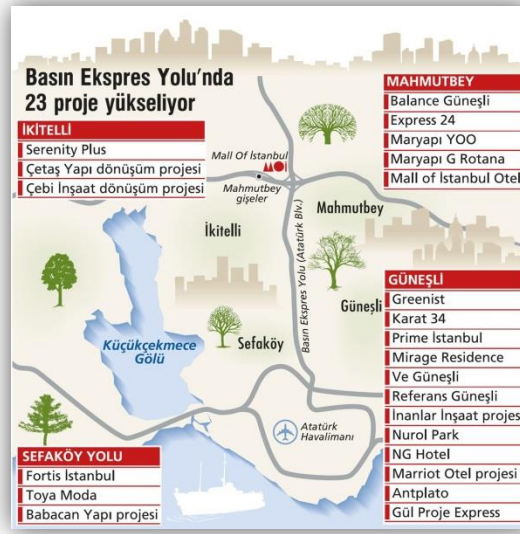 Basın Ekspres Yolu'nda
23 proje yükseliyor
İKİTELLİ
Serenity Plus
Çetaş Yapı dönüşüm projesi
Çebi İnşaat dönüşüm projesi
MAHMUTBEY
Balance Güneşli
Express 24
Maryapı YOO
Maryapı G Rotana
Mall of İstanbul Otel
Mall Of İstanbul
Mahmutbey
gişeler
Mahmutbey
İkitelli
Basın Ekspres Yolu (Atatürk Blv.)
Güneşli
Sefaköy
Küçükçekmece
Gölü
Atatürk
Havalimanı
GÜNEŞLİ
Greenist
Karat 34
Prime İstanbul
Mirage Residence
Ve Güneşli
Referans Güneşli
İnanlar İnşaat projes
Nurol Park
NG Hotel
Marriot Otel projesi
Antplato
Gül Proje Express
SEFAKÖY YOLU
Fortis İstanbul
Toya Moda
Babacan Yapı projesi